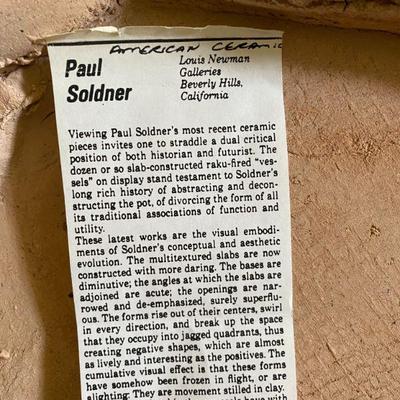 AMERICAN CERAMIC
Paul
Soldner
Louis Newman
Galleries
Beverly Hills,
California
Viewing Paul Soldner's most recent ceramic
pieces invites one to straddle a dual critical
position of both historian and futurist. The
dozen or so slab-constructed raku-fired "ves-
sels" on display stand testament to Soldner's
long rich history of abstracting and decon-
structing the pot, of divorcing the form of all
its traditional associations of function and
utility.
These latest works are the visual embodi-
ments of Soldner's conceptual and aesthetic
evolution. The multitextured slabs are now
constructed with more daring. The bases are
diminutive; the angles at which the slabs are
adjoined are acute; the openings are nar-
rowed and de-emphasized, surely superflu-
ous. The forms rise out of their centers, swirl
in every direction, and break up the space
that they occupy into jagged quadrants, thus
creating negative shapes, which are almost
as lively and interesting as the positives. The
cumulative visual effect is that these forms
have somehow been frozen in flight, or are
alighting: They are movement stilled in clay.
have with